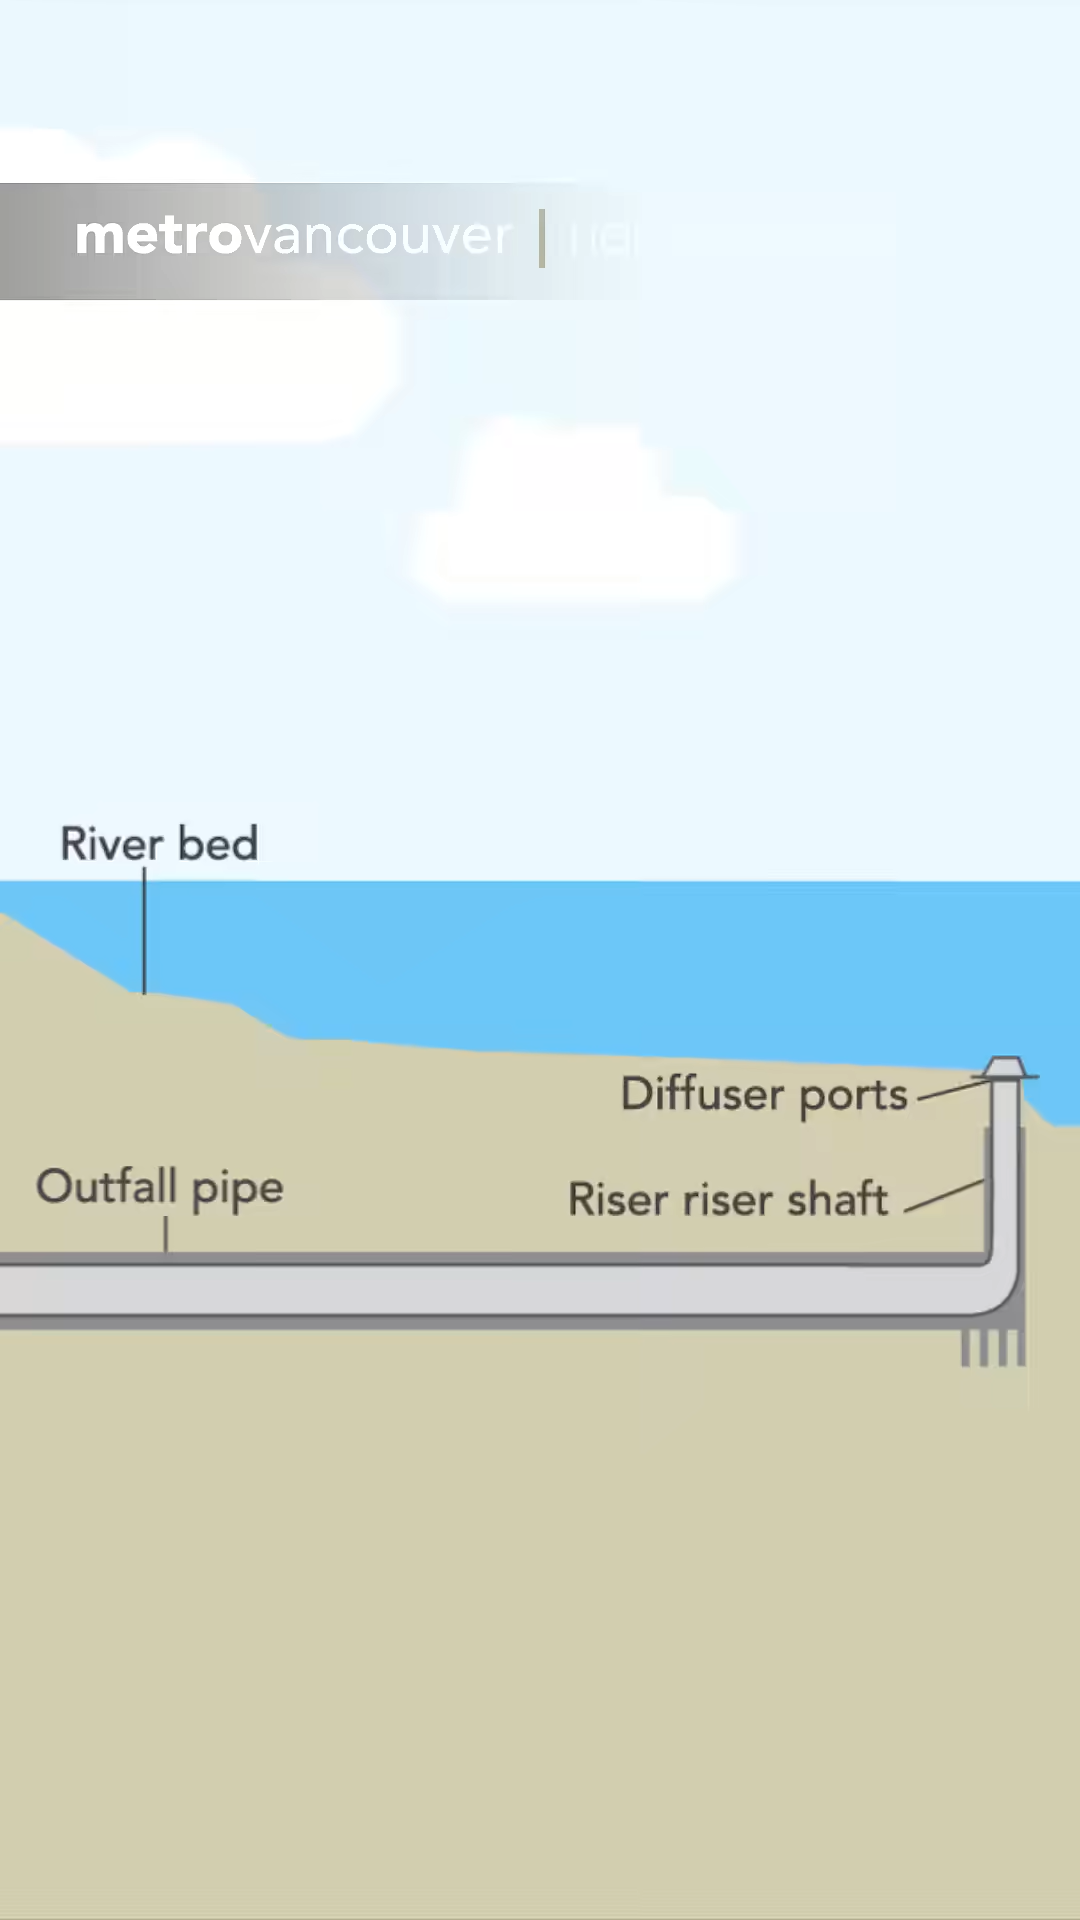 metrovancouver
River bed
Diffuser ports
Outfall pipe
Riser riser shaft